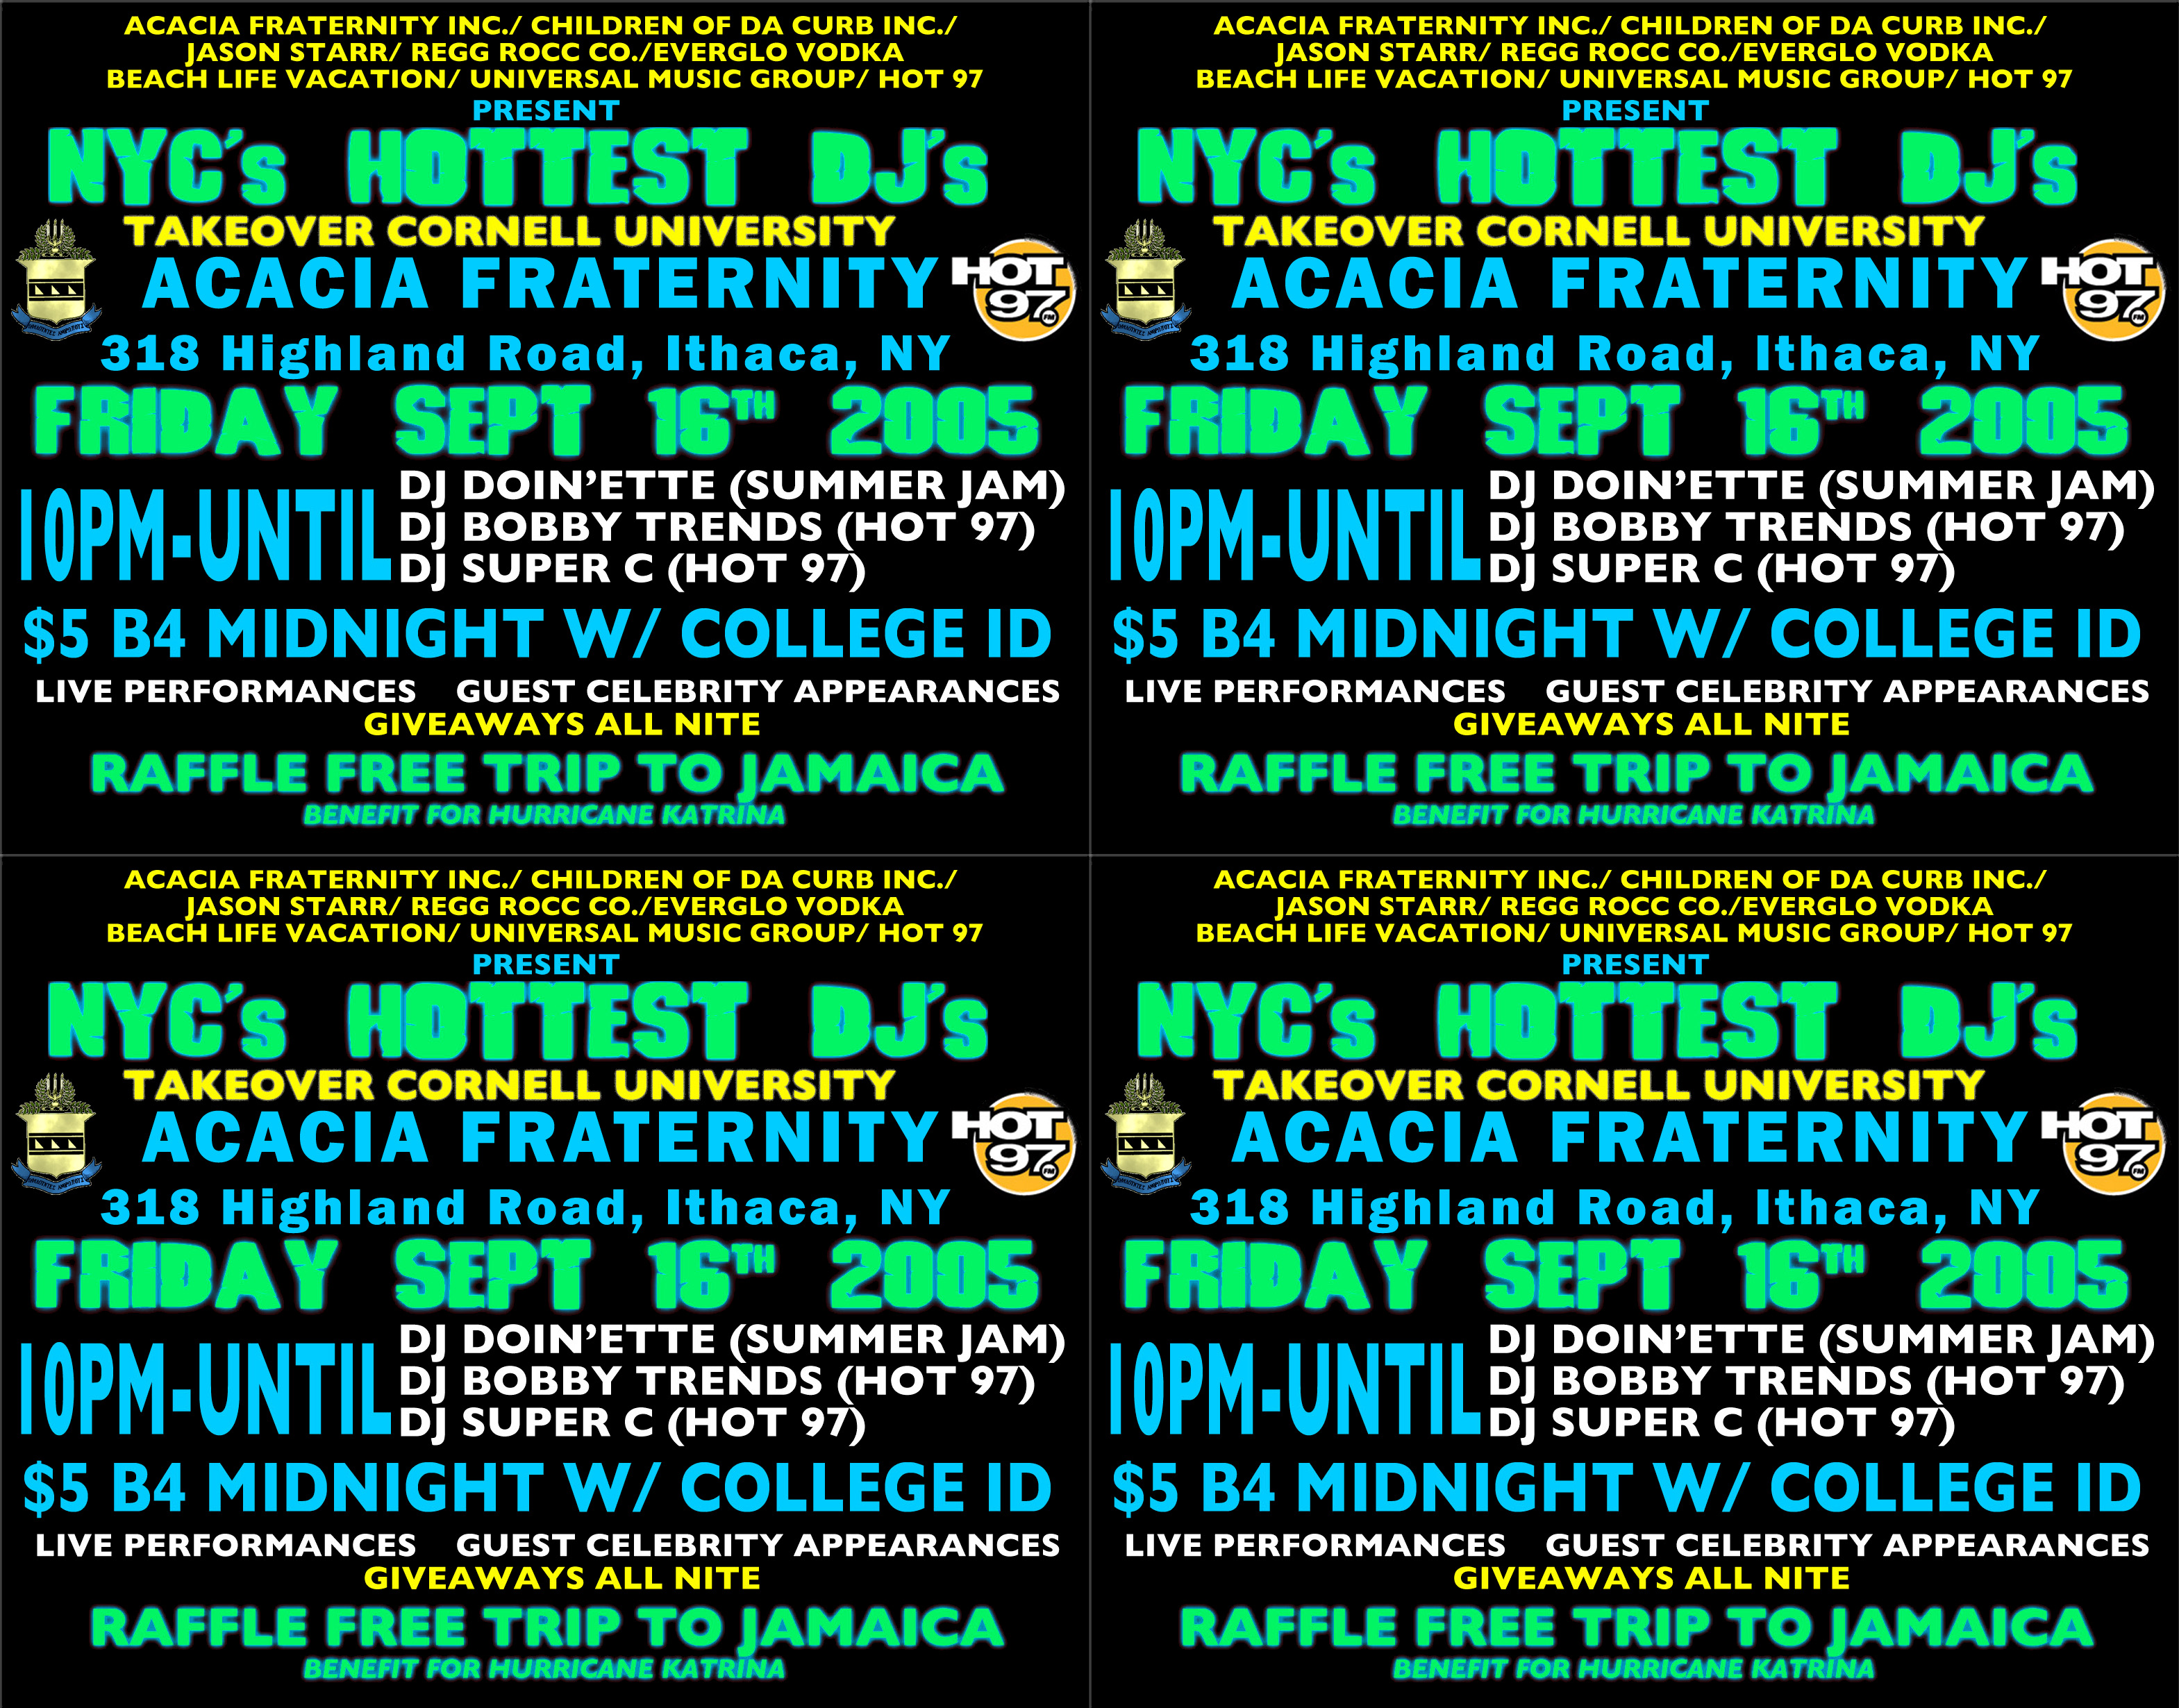 ACACIA FRATERNITY INC./ CHILDREN OF DA CURB INC./
JASON STARR/ REGG ROCC CO./EVERGLO VODKA
BEACH LIFE VACATION/ UNIVERSAL MUSIC GROUP/ HOT 97
PRESENT
NYC's HOTTEST DJ's
TAKEOVER CORNELL UNIVERSITY
ACACIA FRATERNITY
HOT
97
FM
318 Highland Road, Ithaca, NY
FRIDAY SEPT 16TH 2005
10PM-UNTIL
DJ DOIN’ETTE (SUMMER JAM)
DJ BOBBY TRENDS (HOT 97)
DJ SUPER C (HOT 97)
$5 B4 MIDNIGHT W/ COLLEGE ID
LIVE PERFORMANCES GUEST CELEBRITY APPEARANCES
GIVEAWAYS ALL NITE
RAFFLE FREE TRIP TO JAMAICA
BENEFIT FOR HURRICANE KATRINA
ACACIA FRATERNITY INC./ CHILDREN OF DA CURB INC./
JASON STARR/ REGG ROCC CO./EVERGLO VODKA
BEACH LIFE VACATION/ UNIVERSAL MUSIC GROUP/ HOT 97
PRESENT
NYC's HOTTEST DJ's
TAKEOVER CORNELL UNIVERSITY
ACACIA FRATERNITY
HOT
97
FM
318 Highland Road, Ithaca, NY
FRIDAY SEPT 16TH 2005
10PM-UNTIL
DJ DOIN’ETTE (SUMMER JAM)
DJ BOBBY TRENDS (HOT 97)
DJ SUPER C (HOT 97)
$5 B4 MIDNIGHT W/ COLLEGE ID
LIVE PERFORMANCES GUEST CELEBRITY APPEARANCES
GIVEAWAYS ALL NITE
RAFFLE FREE TRIP TO JAMAICA
BENEFIT FOR HURRICANE KATRINA
ACACIA FRATERNITY INC./ CHILDREN OF DA CURB INC./
JASON STARR/ REGG ROCC CO./EVERGLO VODKA
BEACH LIFE VACATION/ UNIVERSAL MUSIC GROUP/ HOT 97
PRESENT
NYC's HOTTEST DJ's
TAKEOVER CORNELL UNIVERSITY
ACACIA FRATERNITY
HOT
97
FM
318 Highland Road, Ithaca, NY
FRIDAY SEPT 16TH 2005
10PM-UNTIL
DJ DOIN’ETTE (SUMMER JAM)
DJ BOBBY TRENDS (HOT 97)
DJ SUPER C (HOT 97)
$5 B4 MIDNIGHT W/ COLLEGE ID
LIVE PERFORMANCES GUEST CELEBRITY APPEARANCES
GIVEAWAYS ALL NITE
RAFFLE FREE TRIP TO JAMAICA
BENEFIT FOR HURRICANE KATRINA
ACACIA FRATERNITY INC./ CHILDREN OF DA CURB INC./
JASON STARR/ REGG ROCC CO./EVERGLO VODKA
BEACH LIFE VACATION/ UNIVERSAL MUSIC GROUP/ HOT 97
PRESENT
NYC's HOTTEST DJ's
TAKEOVER CORNELL UNIVERSITY
ACACIA FRATERNITY
HOT
97
FM
318 Highland Road, Ithaca, NY
FRIDAY SEPT 16TH 2005
10PM-UNTIL
DJ DOIN’ETTE (SUMMER JAM)
DJ BOBBY TRENDS (HOT 97)
DJ SUPER C (HOT 97)
$5 B4 MIDNIGHT W/ COLLEGE ID
LIVE PERFORMANCES GUEST CELEBRITY APPEARANCES
GIVEAWAYS ALL NITE
RAFFLE FREE TRIP TO JAMAICA
BENEFIT FOR HURRICANE KATRINA